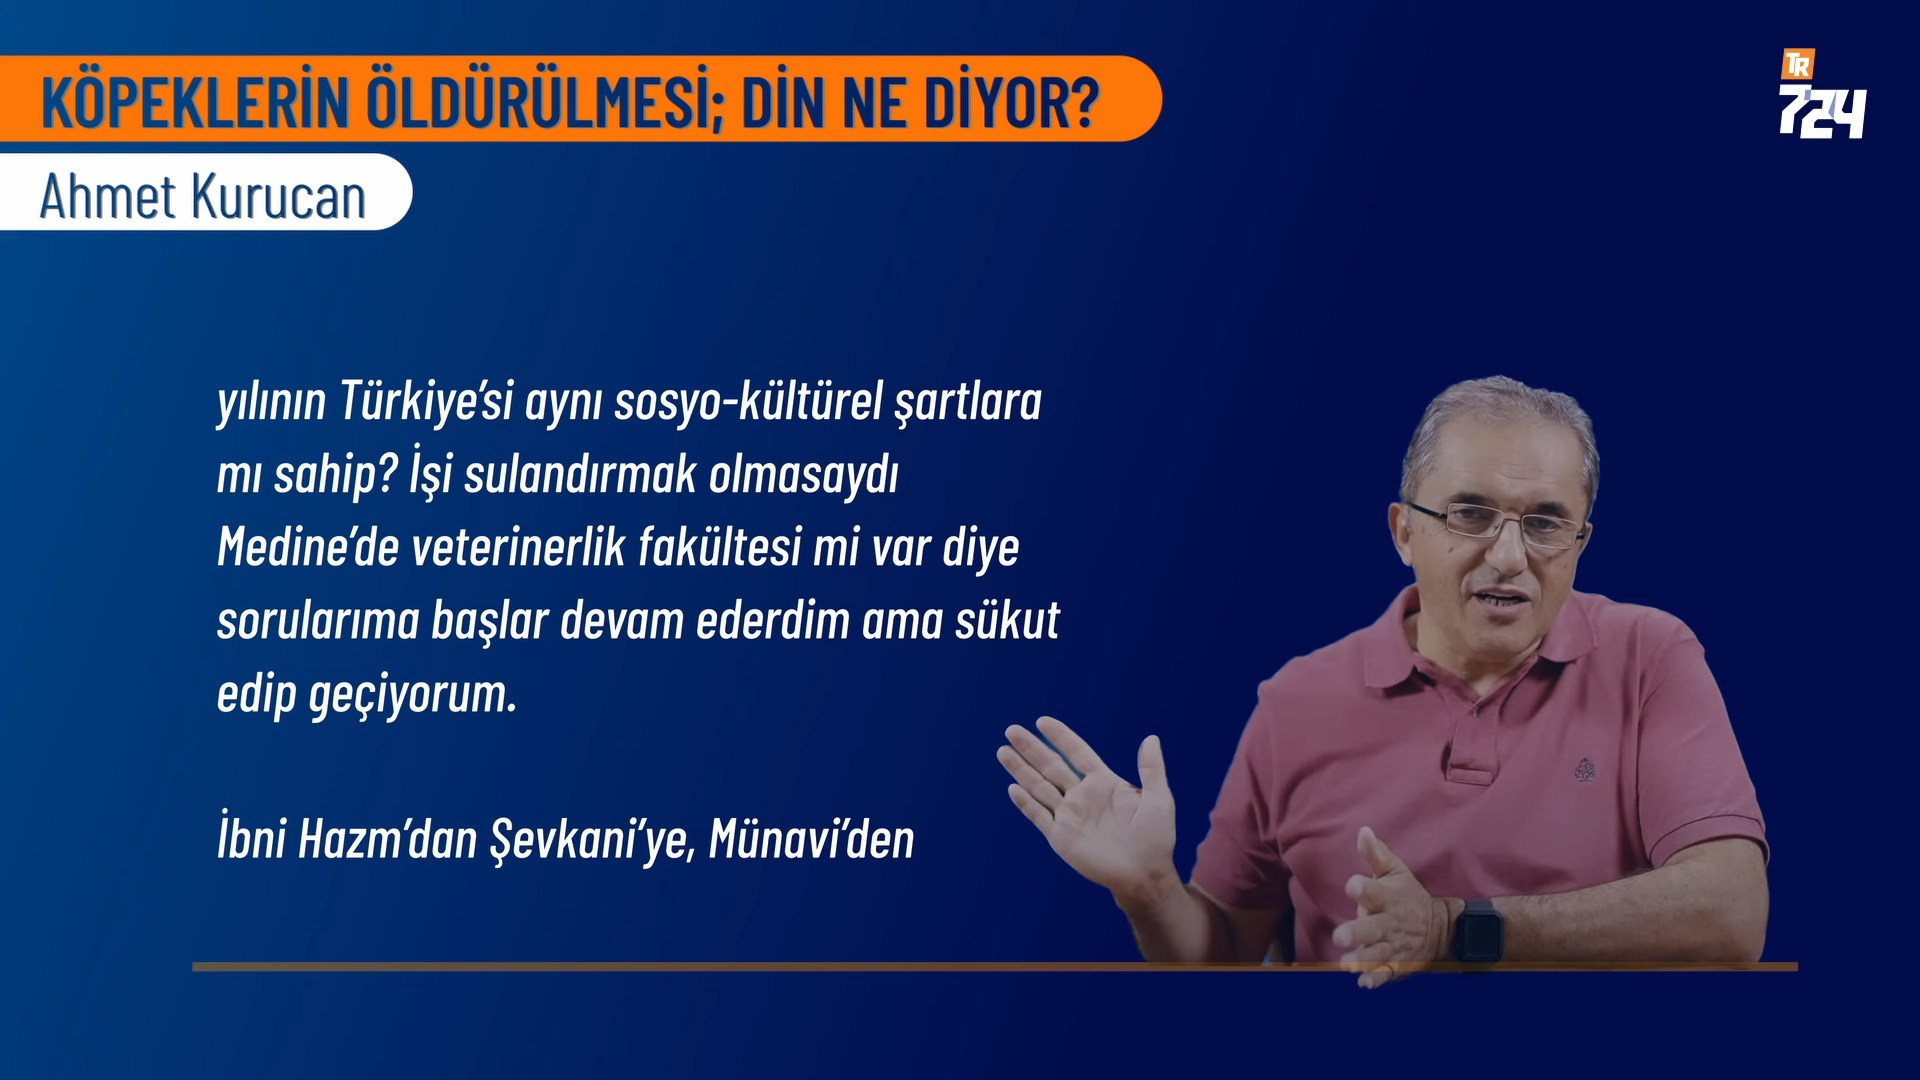 KÖPEKLERİN ÖLDÜRÜLMESİ; DİN NE DİYOR?
TR
724
Ahmet Kurucan
yılının Türkiye’si aynı sosyo-kültürel şartlara
mı sahip? İşi sulandırmak olmasaydı
Medine’de veterinerlik fakültesi mi var diye
sorularıma başlar devam ederdim ama sükut
edip geçiyorum.
İbni Hazm’dan Şevkani’ye, Münavi’den